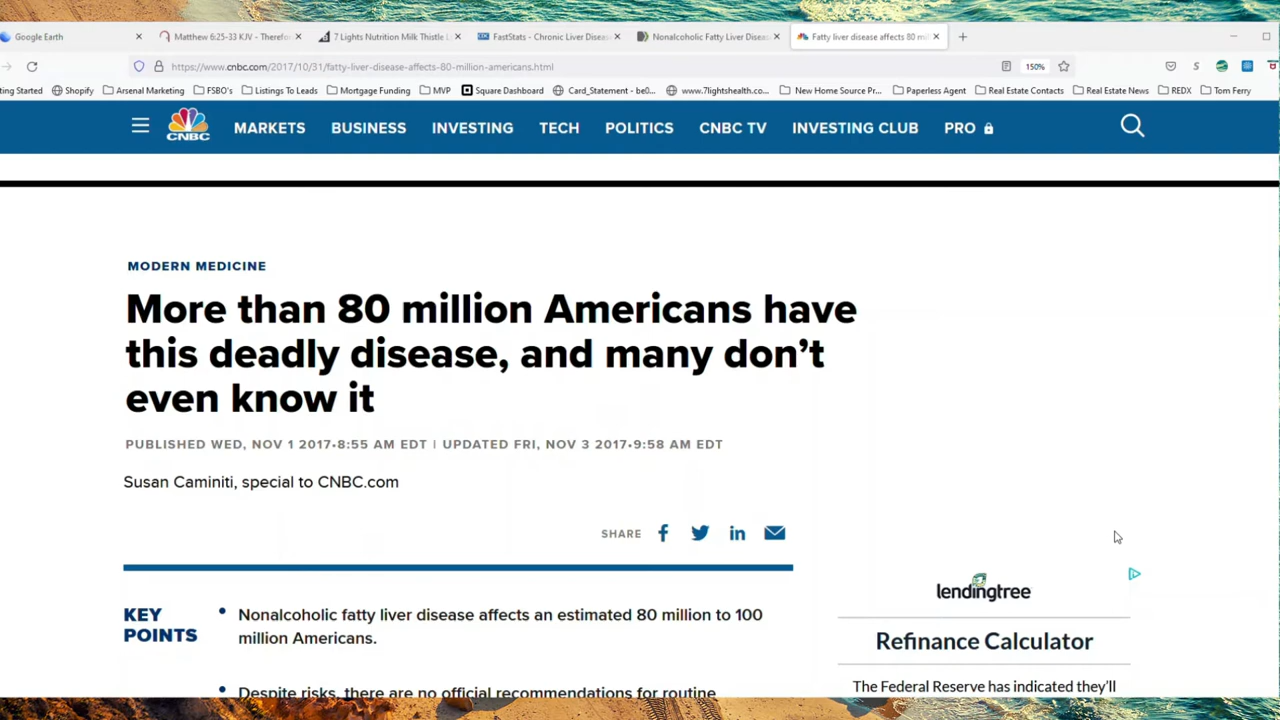 Google Earth
Matthew 6:25-33 KJV - Therefo
7 Lights Nutrition Milk Thistle L
FastStats - Chronic Liver Diseas
Nonalcoholic Fatty Liver Diseas
Fatty liver disease affects 80 mil
https://www.cnbc.com/2017/10/31/fatty-liver-disease-affects-80-million-americans.html
150%
ting Started
Shopify
Arsenal Marketing
FSBO's
Listings To Leads
Mortgage Funding
MVP
Square Dashboard
Card_Statement - be0...
www.7lightshealth.co...
New Home Source Pr...
Paperless Agent
Real Estate Contacts
Real Estate News
REDX
Tom Ferry
CNBC
MARKETS
BUSINESS
INVESTING
TECH
POLITICS
CNBC TV
INVESTING CLUB
PRO
MODERN MEDICINE
More than 80 million Americans have
this deadly disease, and many don't
even know it
PUBLISHED WED, NOV 1 2017•8:55 AM EDT | UPDATED FRI, NOV 3 2017•9:58 AM EDT
Susan Caminiti, special to CNBC.com
SHARE
KEY
POINTS
• Nonalcoholic fatty liver disease affects an estimated 80 million to 100
million Americans.
• Despite risks, there are no official recommendations for routine
lendingtree
Refinance Calculator
The Federal Reserve has indicated they'll